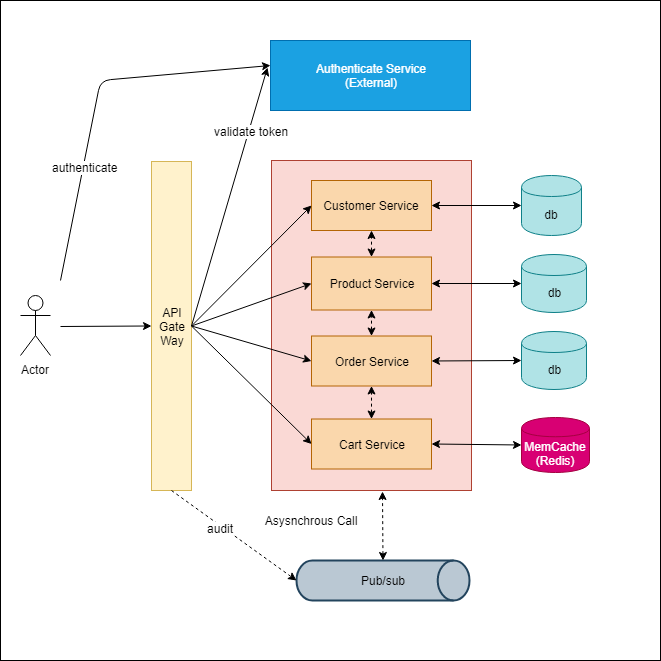 Authenticate Service
(External)
validate token
authenticate
Customer Service
db
Product Service
db
API
Gate
Way
Order Service
db
Actor
Cart Service
MemCache
(Redis)
Asysnchrous Call
audit
Pub/sub